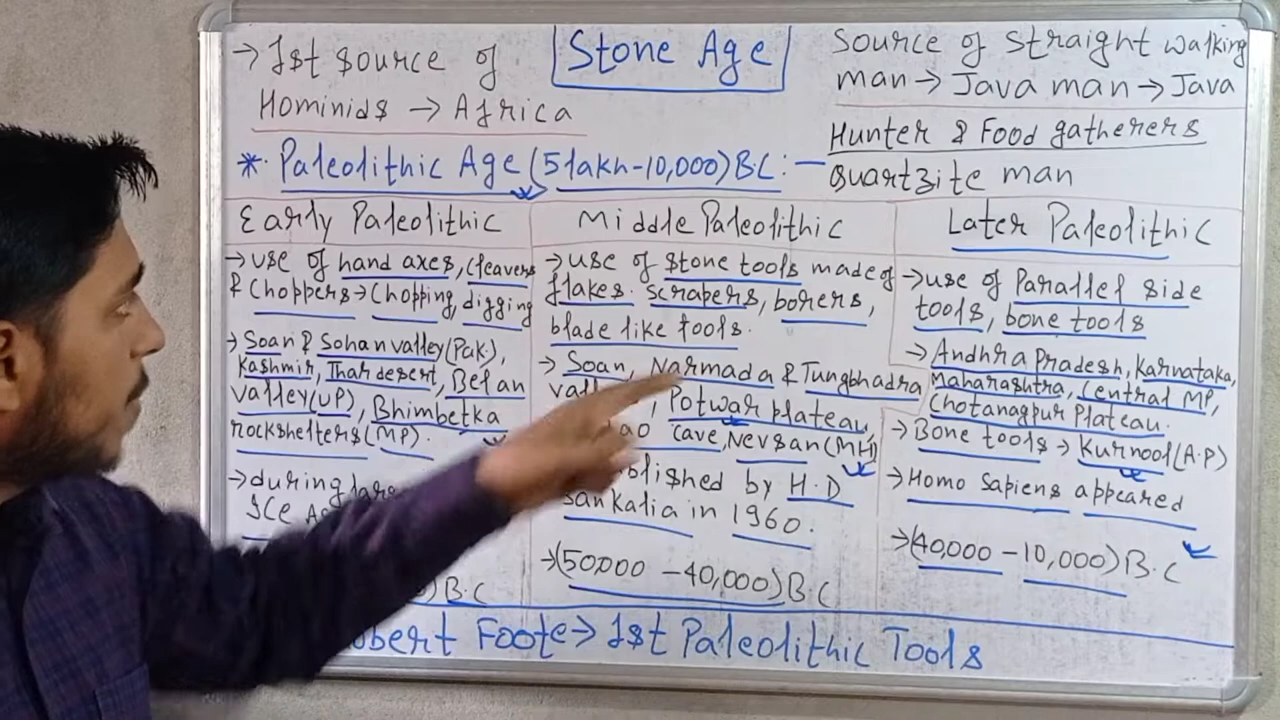 → 1st source of
Hominids → Africa
Stone Age
Source of straight walking
man → Java man → Java
Hunter & Food gatherers
Quartzite man
* Paleolithic Age (5 lakh-10,000) B.C: —
Early Paleolithic
→ use of hand axes, cleavers
& Choppers → Chopping, digging
→ Soan & Sohan valley (Pak.),
Kashmir, Thar desert, Belan
valley (UP), Bhimbetka
rockshelters (MP).
→ during
Ice
B.C
Middle Paleolithic
→ use of stone tools made of
flakes. scrapers, borers,
blade like tools.
→ Soan, Narmada & Tungbhadra
Potwar plateau,
cave, Nevsan (MH)
by H.D
Sankalia in 1960.
→ (50,000 - 40,000) B.C
Later Paleolithic
→ use of Parallel side
tools, bone tools
→ Andhra Pradesh, Karnataka,
Maharashtra, Central MP,
Chotanagpur Plateau.
→ Bone tools → Kurnool (A.P)
→ Homo Sapiens appeared
→ (40,000 - 10,000) B.C
Foote → 1st Paleolithic Tools